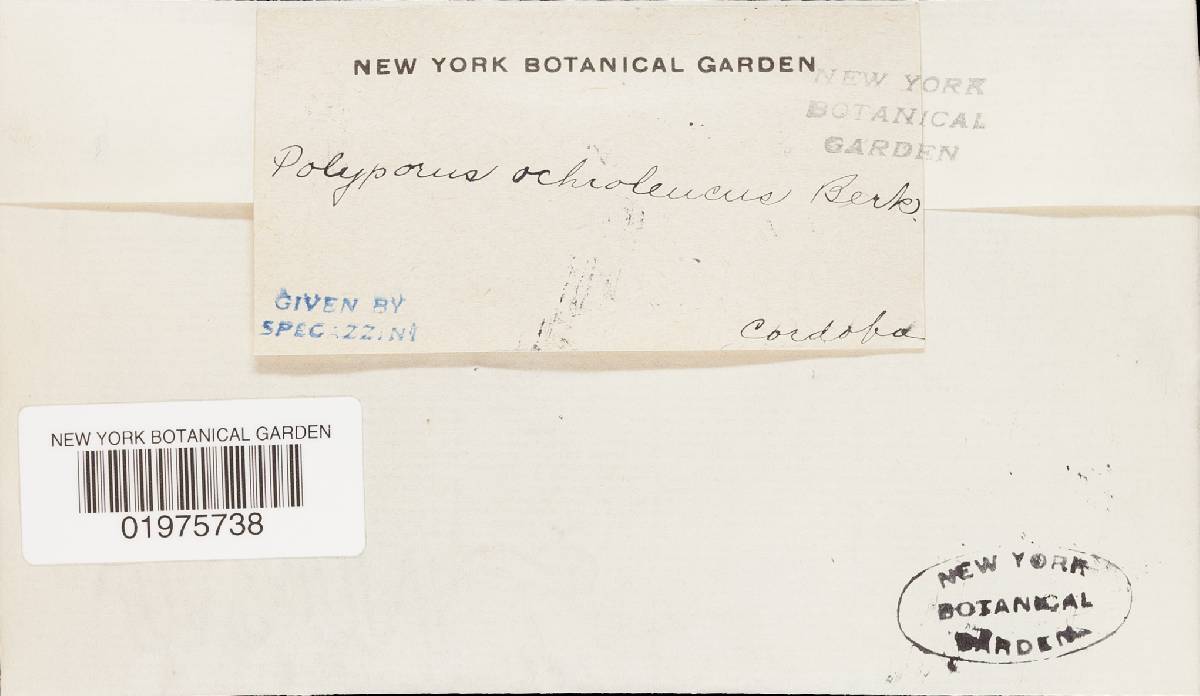 NEW YORK BOTANICAL GARDEN
NEW YORK
BOTANICAL
GARDEN
Polyporus ochroleucus Berk.
GIVEN BY
SPEGAZZINI
Cordoba
NEW YORK BOTANICAL GARDEN
01975738
NEW YORK
BOTANICAL
GARDEN